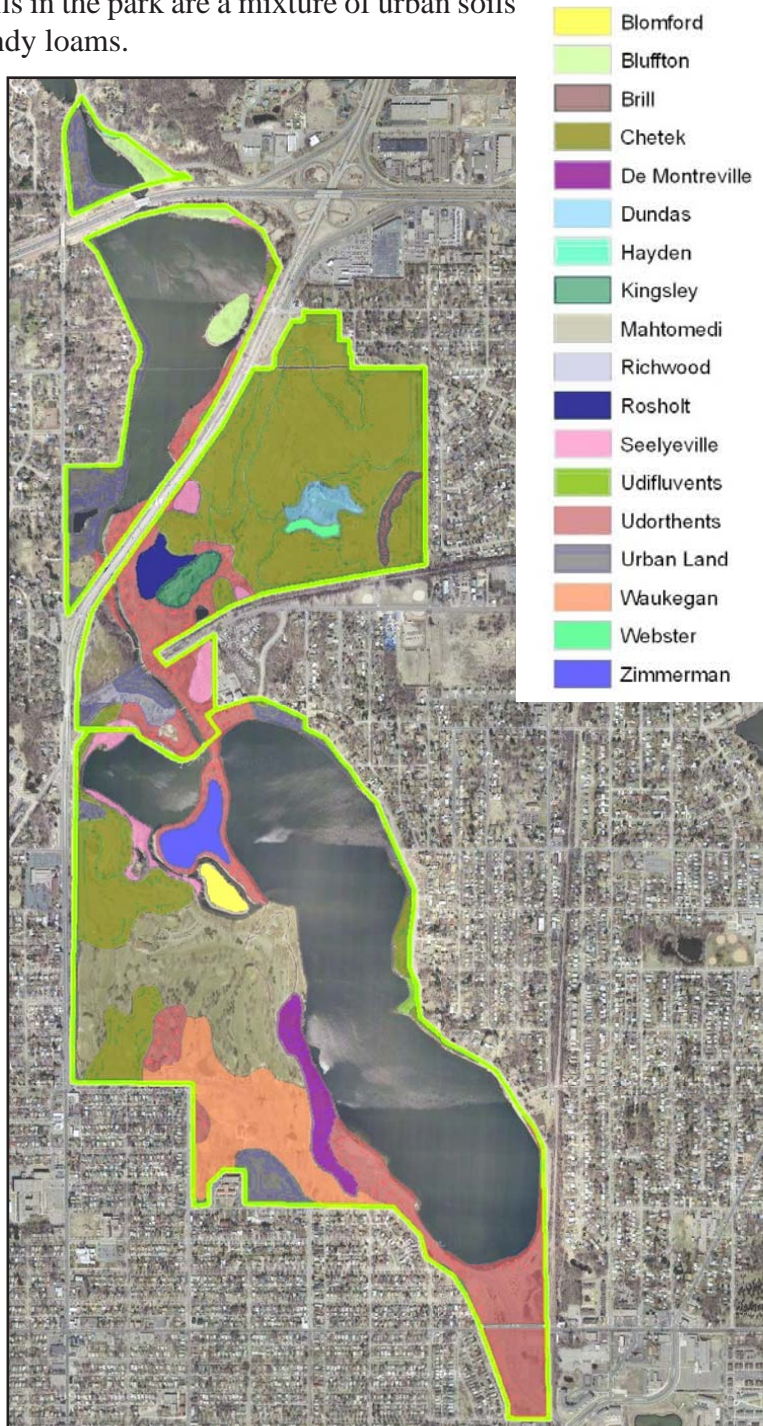 ls in the park are a mixture of urban soils
ndy loams.
Blomford
Bluffton
Brill
Chetek
De Montreville
Dundas
Hayden
Kingsley
Mahtomedi
Richwood
Rosholt
Seelyeville
Udifluvents
Udorthents
Urban Land
Waukegan
Webster
Zimmerman